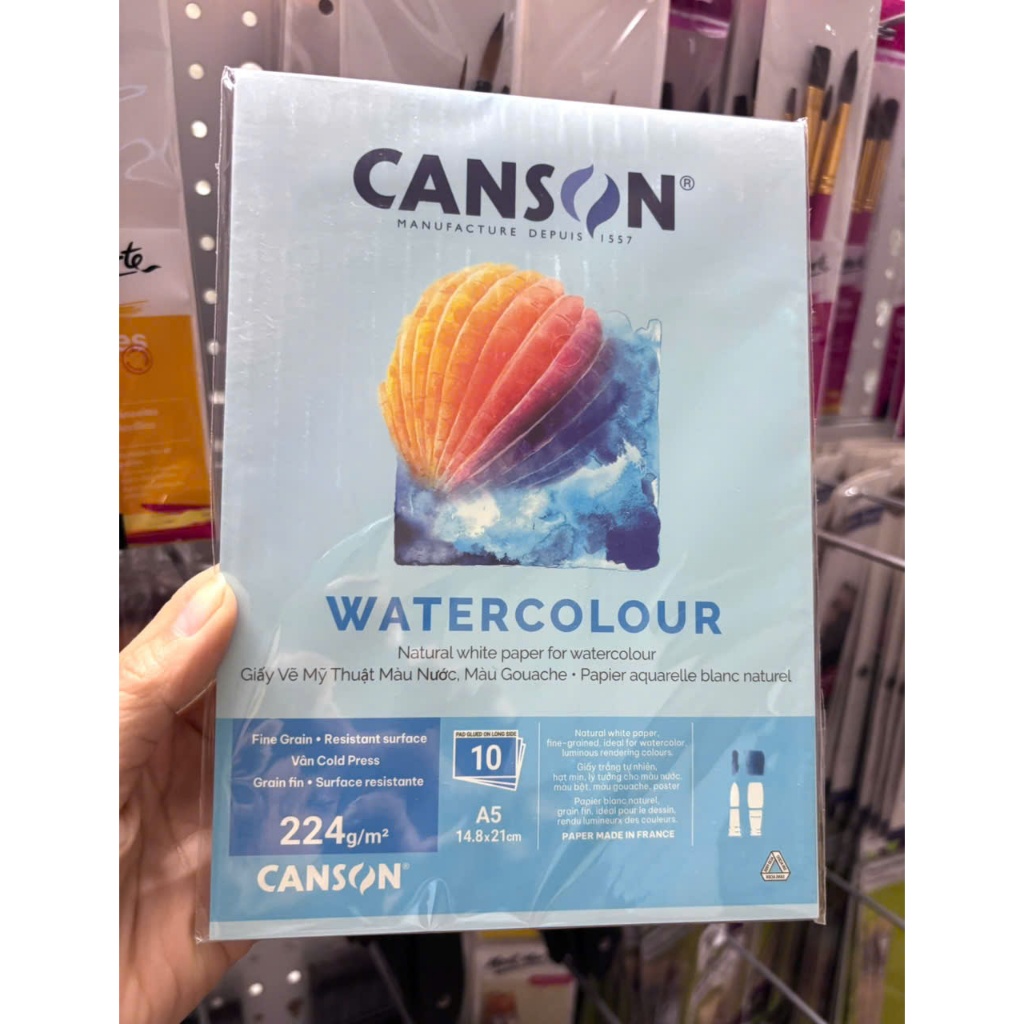 CANSON®
MANUFACTURE DEPUIS 1557
WATERCOLOUR
Natural white paper for watercolour
Giấy Vẽ Mỹ Thuật Màu Nước, Màu Gouache • Papier aquarelle blanc naturel
Fine Grain • Resistant surface
Vân Cold Press
Grain fin • Surface resistante
224g/m²
CANSON®
PAD GLUED ON LONG SIDE
10
A5
14.8x21cm
Natural white paper,
fine-grained, ideal for watercolor
luminous rendering colours.
Giấy trắng tự nhiên,
hạt mịn, lý tưởng cho màu nước,
màu bột, màu gouache, poster
Papier blanc naturel,
grain fin, idéal pour le dessin,
rendu lumineux des couleurs.
PAPER MADE IN FRANCE